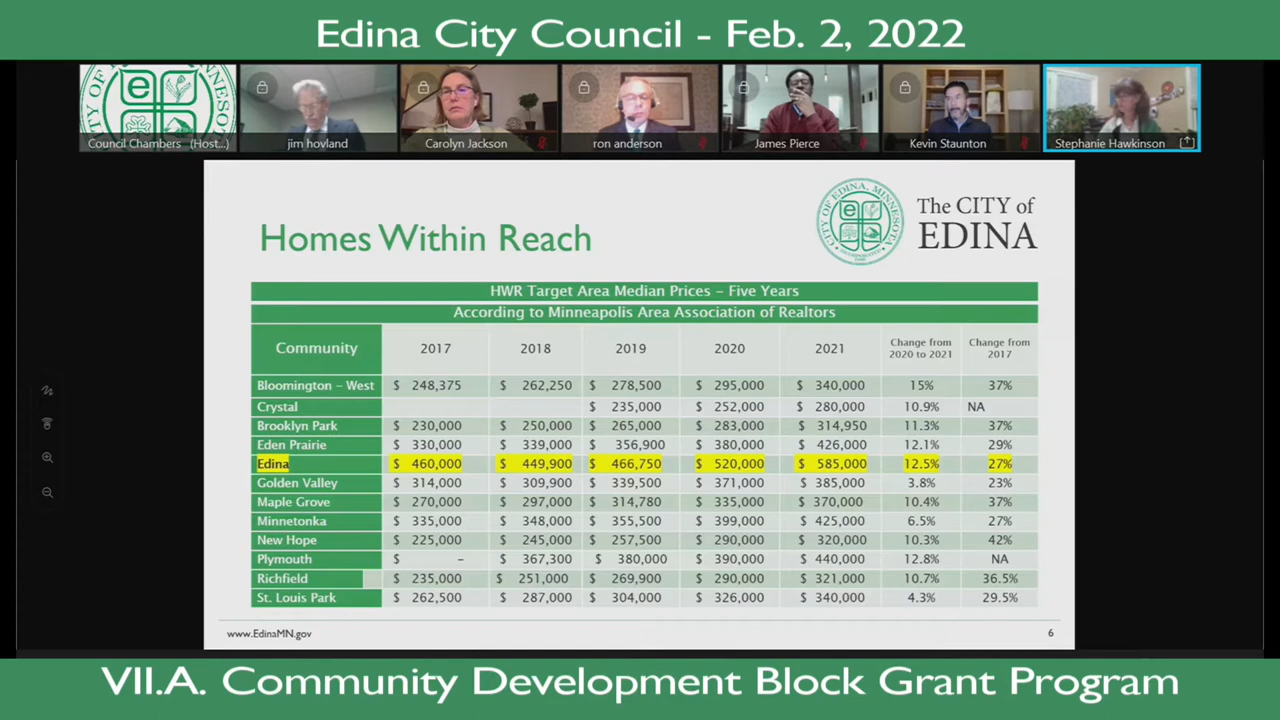 Edina City Council - Feb. 2, 2022
Council Chambers (Host...)
jim hovland
Carolyn Jackson
ron anderson
James Pierce
Kevin Staunton
Stephanie Hawkinson
Homes Within Reach
CITY OF EDINA, MINNESOTA
e
The CITY of
EDINA
HWR Target Area Median Prices – Five Years
According to Minneapolis Area Association of Realtors
Community 2017 2018 2019 2020 2021 Change from 2020 to 2021 Change from 2017
Bloomington – West $ 248,375 $ 262,250 $ 278,500 $ 295,000 $ 340,000 15% 37%
Crystal $ 235,000 $ 252,000 $ 280,000 10.9% NA
Brooklyn Park $ 230,000 $ 250,000 $ 265,000 $ 283,000 $ 314,950 11.3% 37%
Eden Prairie $ 330,000 $ 339,000 $ 356,900 $ 380,000 $ 426,000 12.1% 29%
Edina $ 460,000 $ 449,900 $ 466,750 $ 520,000 $ 585,000 12.5% 27%
Golden Valley $ 314,000 $ 309,900 $ 339,500 $ 371,000 $ 385,000 3.8% 23%
Maple Grove $ 270,000 $ 297,000 $ 314,780 $ 335,000 $ 370,000 10.4% 37%
Minnetonka $ 335,000 $ 348,000 $ 355,500 $ 399,000 $ 425,000 6.5% 27%
New Hope $ 225,000 $ 245,000 $ 257,500 $ 290,000 $ 320,000 10.3% 42%
Plymouth $ – $ 367,300 $ 380,000 $ 390,000 $ 440,000 12.8% NA
Richfield $ 235,000 $ 251,000 $ 269,900 $ 290,000 $ 321,000 10.7% 36.5%
St. Louis Park $ 262,500 $ 287,000 $ 304,000 $ 326,000 $ 340,000 4.3% 29.5%
www.EdinaMN.gov
6
VII.A. Community Development Block Grant Program